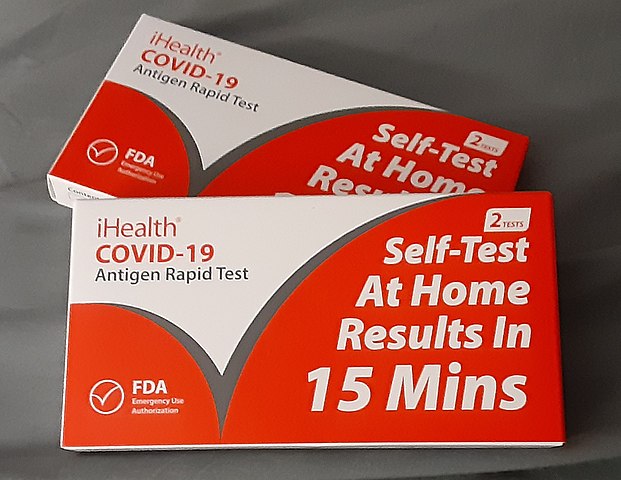 iHealth®
COVID-19
Antigen Rapid Test
2 TESTS
FDA
Emergency Use
Authorization
Self-Test
At Home
iHealth®
COVID-19
Antigen Rapid Test
2 TESTS
Self-Test
At Home
Results In
15 Mins
FDA
Emergency Use
Authorization